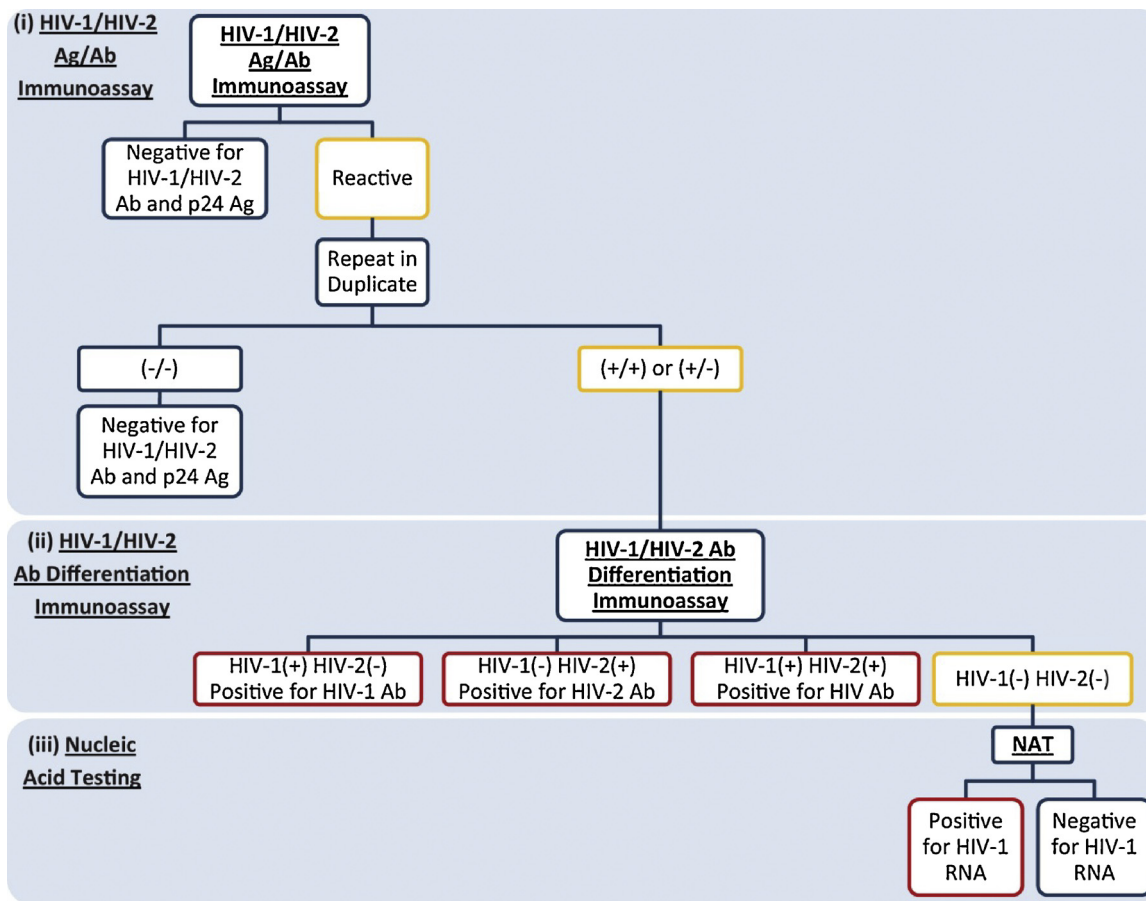 (i) HIV-1/HIV-2
Ag/Ab
Immunoassay
HIV-1/HIV-2
Ag/Ab
Immunoassay
Negative for
HIV-1/HIV-2
Ab and p24 Ag
Reactive
Repeat in
Duplicate
(-/-)
(+/+) or (+/-)
Negative for
HIV-1/HIV-2
Ab and p24 Ag
(ii) HIV-1/HIV-2
Ab Differentiation
Immunoassay
HIV-1/HIV-2 Ab
Differentiation
Immunoassay
HIV-1(+) HIV-2(-)
Positive for HIV-1 Ab
HIV-1(-) HIV-2(+)
Positive for HIV-2 Ab
HIV-1(+) HIV-2(+)
Positive for HIV Ab
HIV-1(-) HIV-2(-)
(iii) Nucleic
Acid Testing
NAT
Positive
for HIV-1
RNA
Negative
for HIV-1
RNA